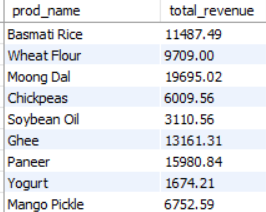 prod_name total_revenue
Basmati Rice 11487.49
Wheat Flour 9709.00
Moong Dal 19695.02
Chickpeas 6009.56
Soybean Oil 3110.56
Ghee 13161.31
Paneer 15980.84
Yogurt 1674.21
Mango Pickle 6752.59